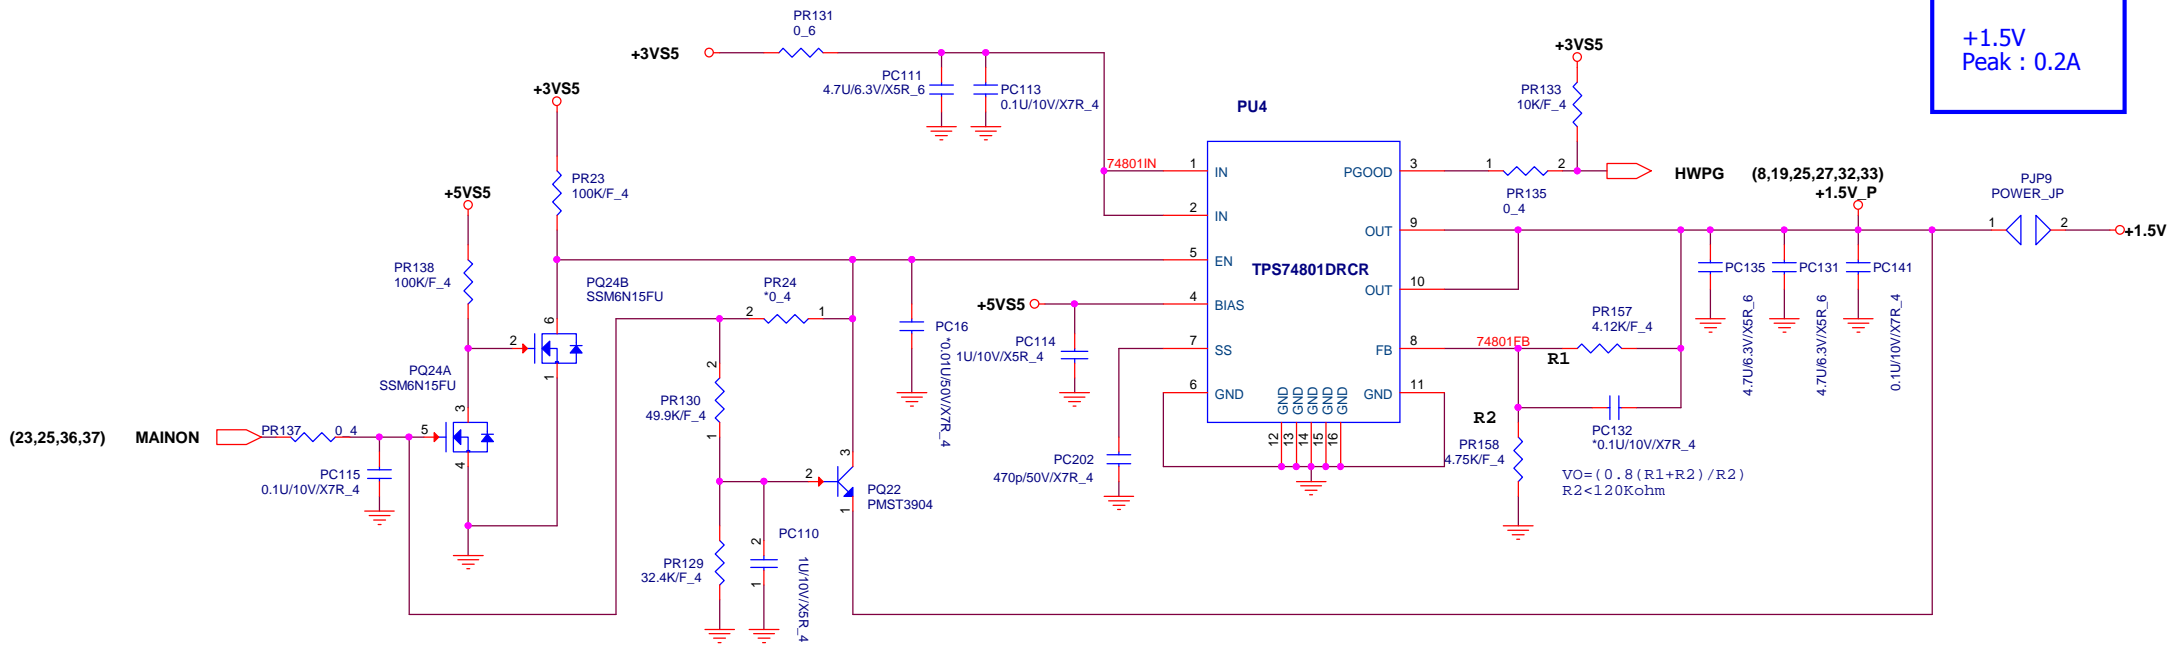 PR131
0_6
+3VS5
PC111
4.7U/6.3V/X5R_6
PC113
0.1U/10V/X7R_4
+3VS5
PR133
10K/F_4
+1.5V
Peak : 0.2A
+3VS5
PR23
100K/F_4
+5VS5
PR138
100K/F_4
PU4
74801IN
1
IN
2
IN
5
EN
4
BIAS
7
SS
6
GND
TPS74801DRCR
PGOOD
3
OUT
9
OUT
10
FB
8
GND
11
GND
GND
GND
GND
GND
12
13
14
15
16
1
2
PR135
0_4
HWPG
(8,19,25,27,32,33)
+1.5V_P
PJP9
POWER_JP
1
2
+1.5V
PQ24B
SSM6N15FU
6
2
1
PR24
*0_4
2
1
PC16
*0.01U/50V/X7R_4
+5VS5
PC114
1U/10V/X5R_4
PC202
470p/50V/X7R_4
74801FB
R1
PR157
4.12K/F_4
PC135
4.7U/6.3V/X5R_6
PC131
4.7U/6.3V/X5R_6
PC141
0.1U/10V/X7R_4
R2
PR158
4.75K/F_4
PC132
*0.1U/10V/X7R_4
VO=(0.8(R1+R2)/R2)
R2<120Kohm
PQ24A
SSM6N15FU
3
5
4
(23,25,36,37)
MAINON
PR137
0_4
PC115
0.1U/10V/X7R_4
2
PR130
49.9K/F_4
1
2
3
1
PQ22
PMST3904
PR129
32.4K/F_4
PC110
2
1
1U/10V/X5R_4